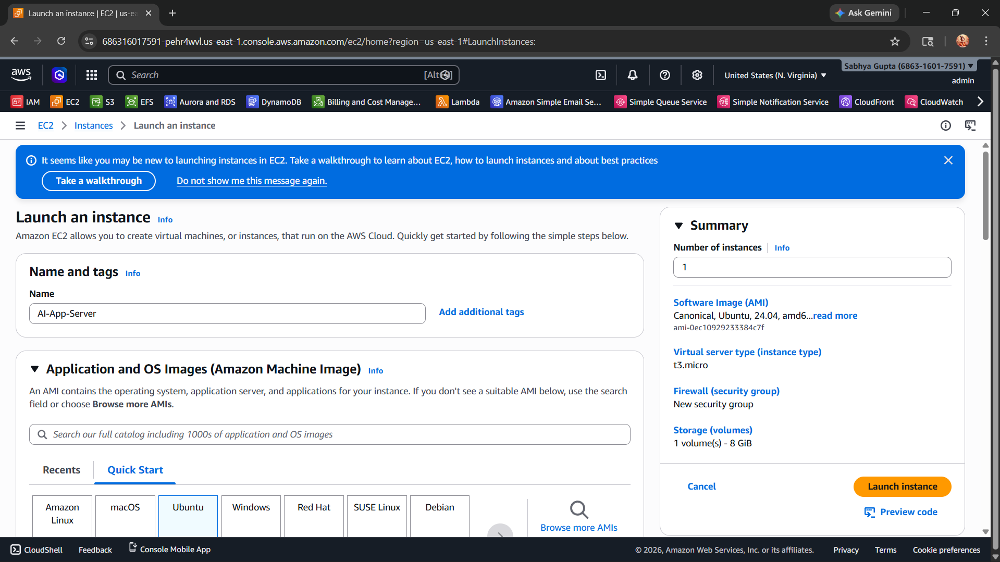 Launch an instance | EC2 | us-ea
Ask Gemini
686316017591-pehr4wvl.us-east-1.console.aws.amazon.com/ec2/home?region=us-east-1#LaunchInstances:
aws
Search
[Alt
]
United States (N. Virginia)
Sabhya Gupta (6863-1601-7591)
admin
IAM
EC2
S3
EFS
Aurora and RDS
DynamoDB
Billing and Cost Manage...
Lambda
Amazon Simple Email Se...
Simple Queue Service
Simple Notification Service
CloudFront
CloudWatch
EC2
Instances
Launch an instance
It seems like you may be new to launching instances in EC2. Take a walkthrough to learn about EC2, how to launch instances and about best practices
Take a walkthrough
Do not show me this message again.
Launch an instance Info
Amazon EC2 allows you to create virtual machines, or instances, that run on the AWS Cloud. Quickly get started by following the simple steps below.
Name and tags Info
Name
AI-App-Server
Add additional tags
Application and OS Images (Amazon Machine Image) Info
An AMI contains the operating system, application server, and applications for your instance. If you don't see a suitable AMI below, use the search
field or choose Browse more AMIs.
Search our full catalog including 1000s of application and OS images
Recents
Quick Start
Amazon
Linux
macOS
Ubuntu
Windows
Red Hat
SUSE Linux
Debian
Browse more AMIs
Summary
Number of instances
Info
1
Software Image (AMI)
Canonical, Ubuntu, 24.04, amd6...read more
ami-0ec10929233384c7f
Virtual server type (instance type)
t3.micro
Firewall (security group)
New security group
Storage (volumes)
1 volume(s) - 8 GiB
Cancel
Launch instance
Preview code
CloudShell
Feedback
Console Mobile App
© 2026, Amazon Web Services, Inc. or its affiliates.
Privacy
Terms
Cookie preferences